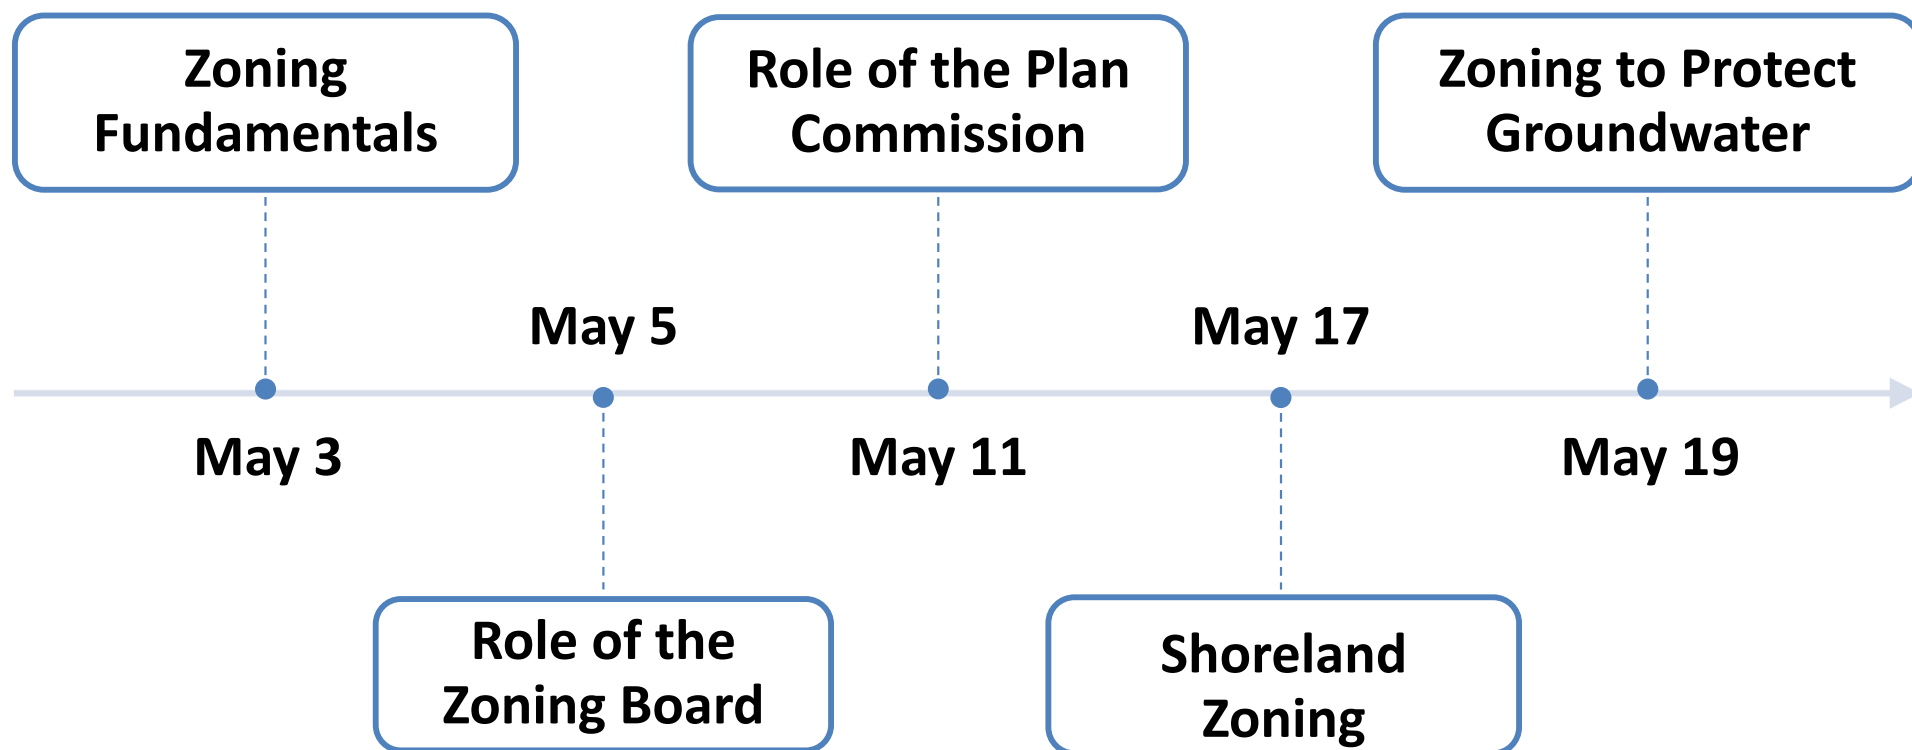 Zoning
Fundamentals
Role of the Plan
Commission
Zoning to Protect
Groundwater
May 5
May 17
May 3
May 11
May 19
Role of the
Zoning Board
Shoreland
Zoning